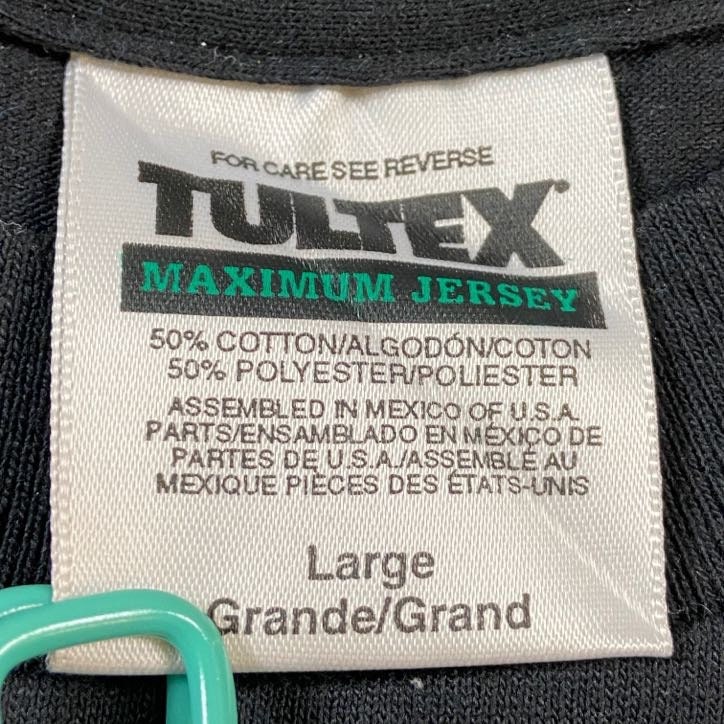 FOR CARE SEE REVERSE
TULTEX®
MAXIMUM JERSEY
50% COTTON/ALGODÓN/COTON
50% POLYESTER/POLIESTER
ASSEMBLED IN MEXICO OF U.S.A.
PARTS/ENSAMBLADO EN MÉXICO DE
PARTES DE U.S.A./ASSEMBLÉ AU
MEXIQUE PIÈCES DES ÉTATS-UNIS
Large
Grande/Grand